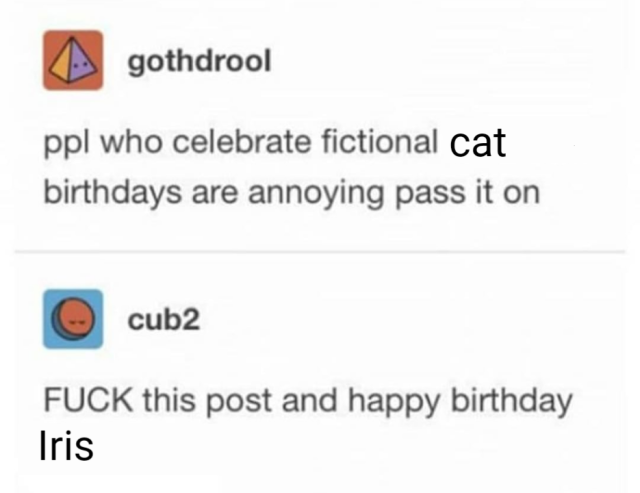 gothdrool
ppl who celebrate fictional cat
birthdays are annoying pass it on
cub2
FUCK this post and happy birthday
Iris